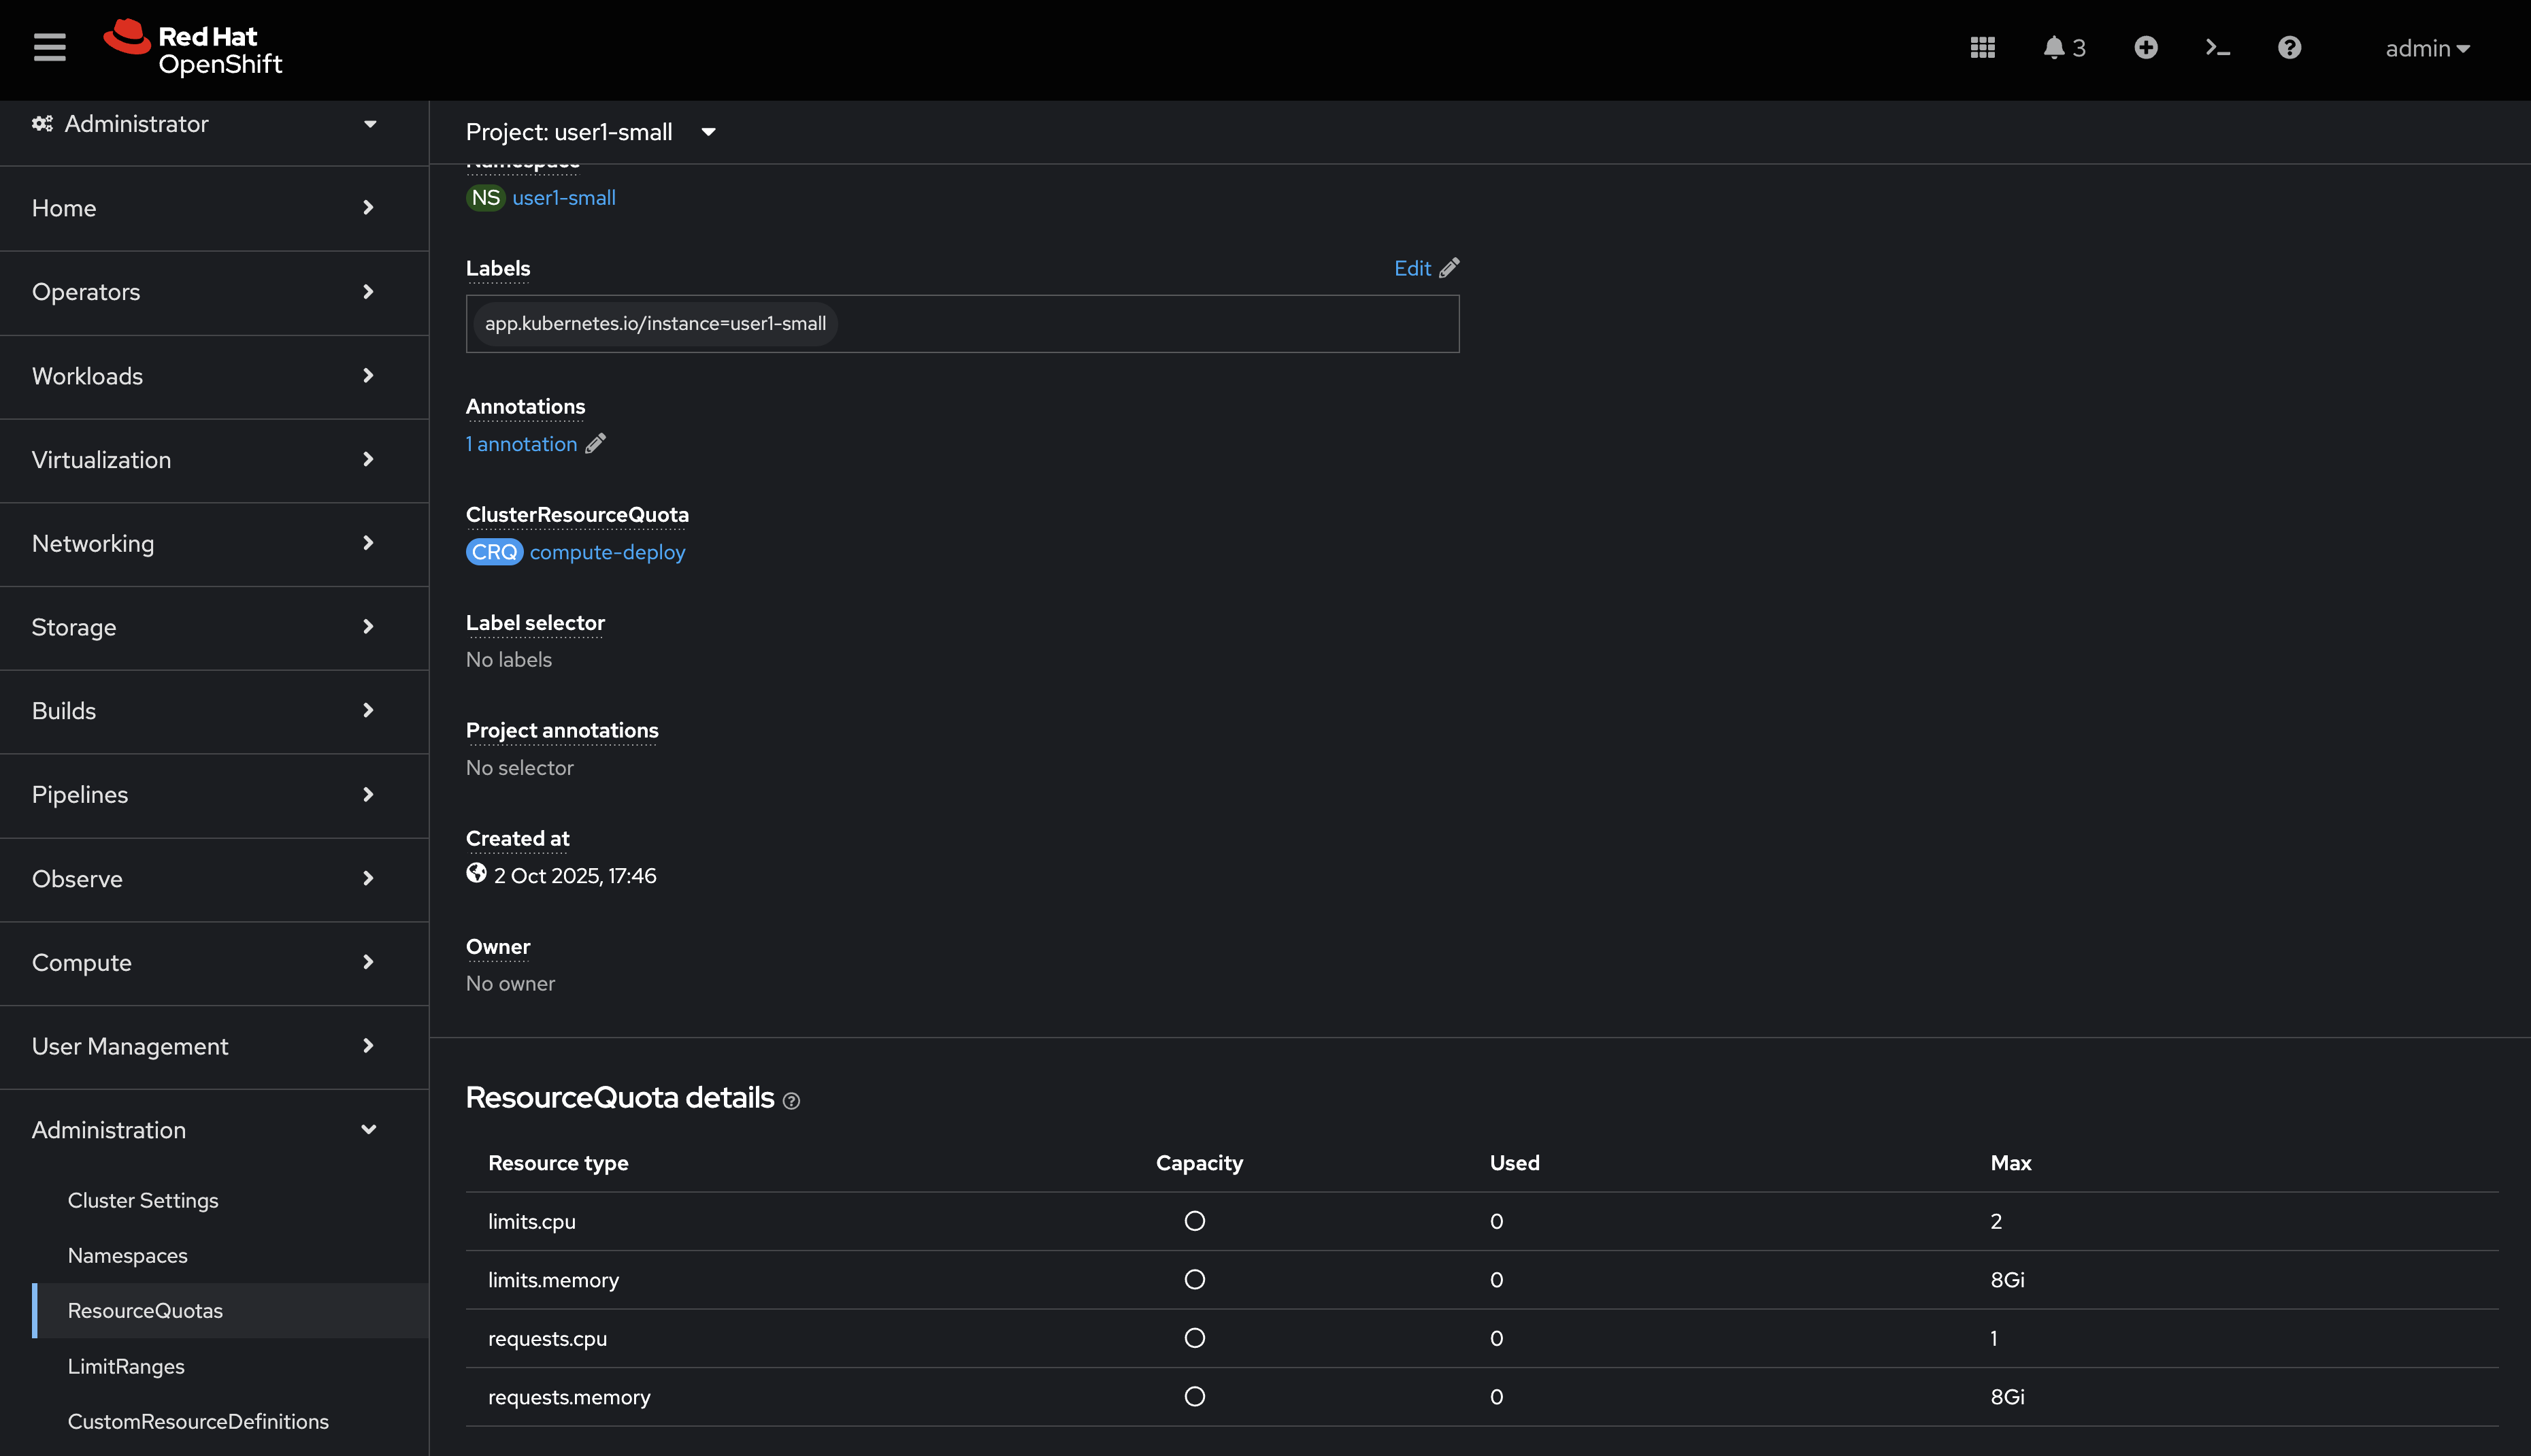 Red Hat
OpenShift
3
admin
Administrator
Home
Operators
Workloads
Virtualization
Networking
Storage
Builds
Pipelines
Observe
Compute
User Management
Administration
Cluster Settings
Namespaces
ResourceQuotas
LimitRanges
CustomResourceDefinitions
Project: user1-small
Namespace
NS user1-small
Labels
Edit
app.kubernetes.io/instance=user1-small
Annotations
1 annotation
ClusterResourceQuota
CRQ compute-deploy
Label selector
No labels
Project annotations
No selector
Created at
2 Oct 2025, 17:46
Owner
No owner
ResourceQuota details
Resource type Capacity Used Max
limits.cpu 0 2
limits.memory 0 8Gi
requests.cpu 0 1
requests.memory 0 8Gi